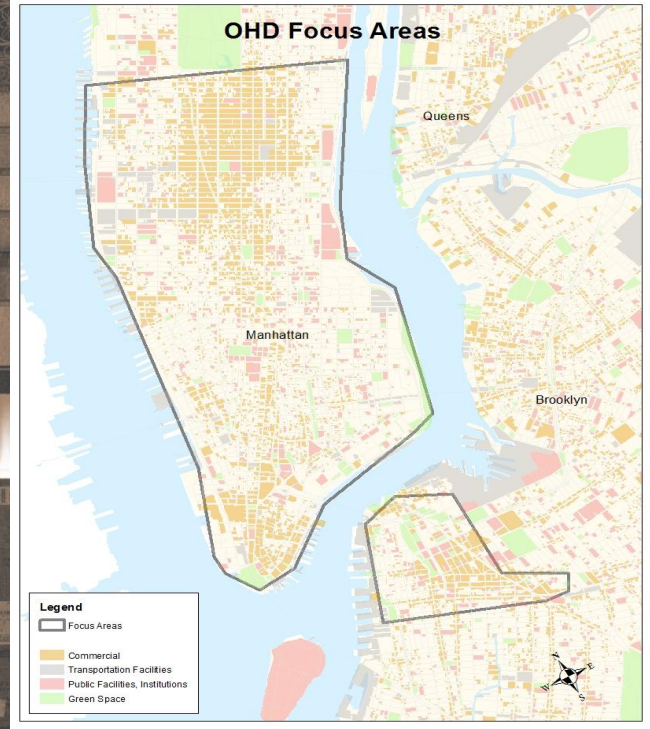 OHD Focus Areas
Queens
Manhattan
Brooklyn
Legend
Focus Areas
Commercial
Transportation Facilities
Public Facilities, Institutions
Green Space
N
E
W
S